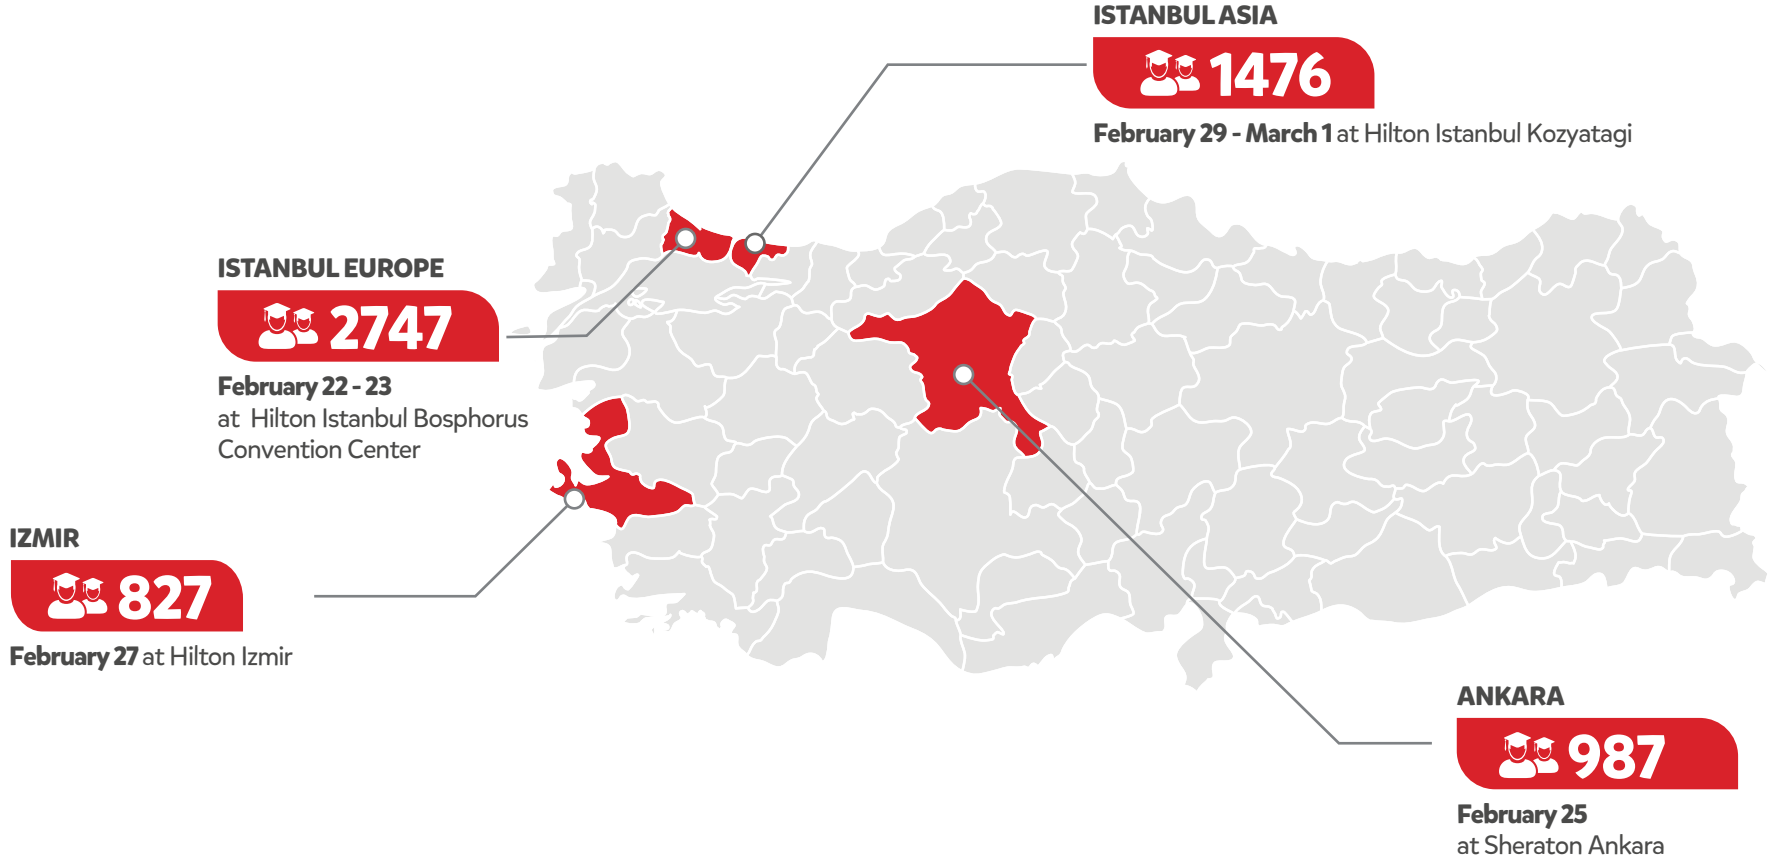 ISTANBUL ASIA
1476
February 29 - March 1 at Hilton Istanbul Kozyatagi
ISTANBUL EUROPE
2747
February 22 - 23
at Hilton Istanbul Bosphorus
Convention Center
IZMIR
827
February 27 at Hilton Izmir
ANKARA
987
February 25
at Sheraton Ankara